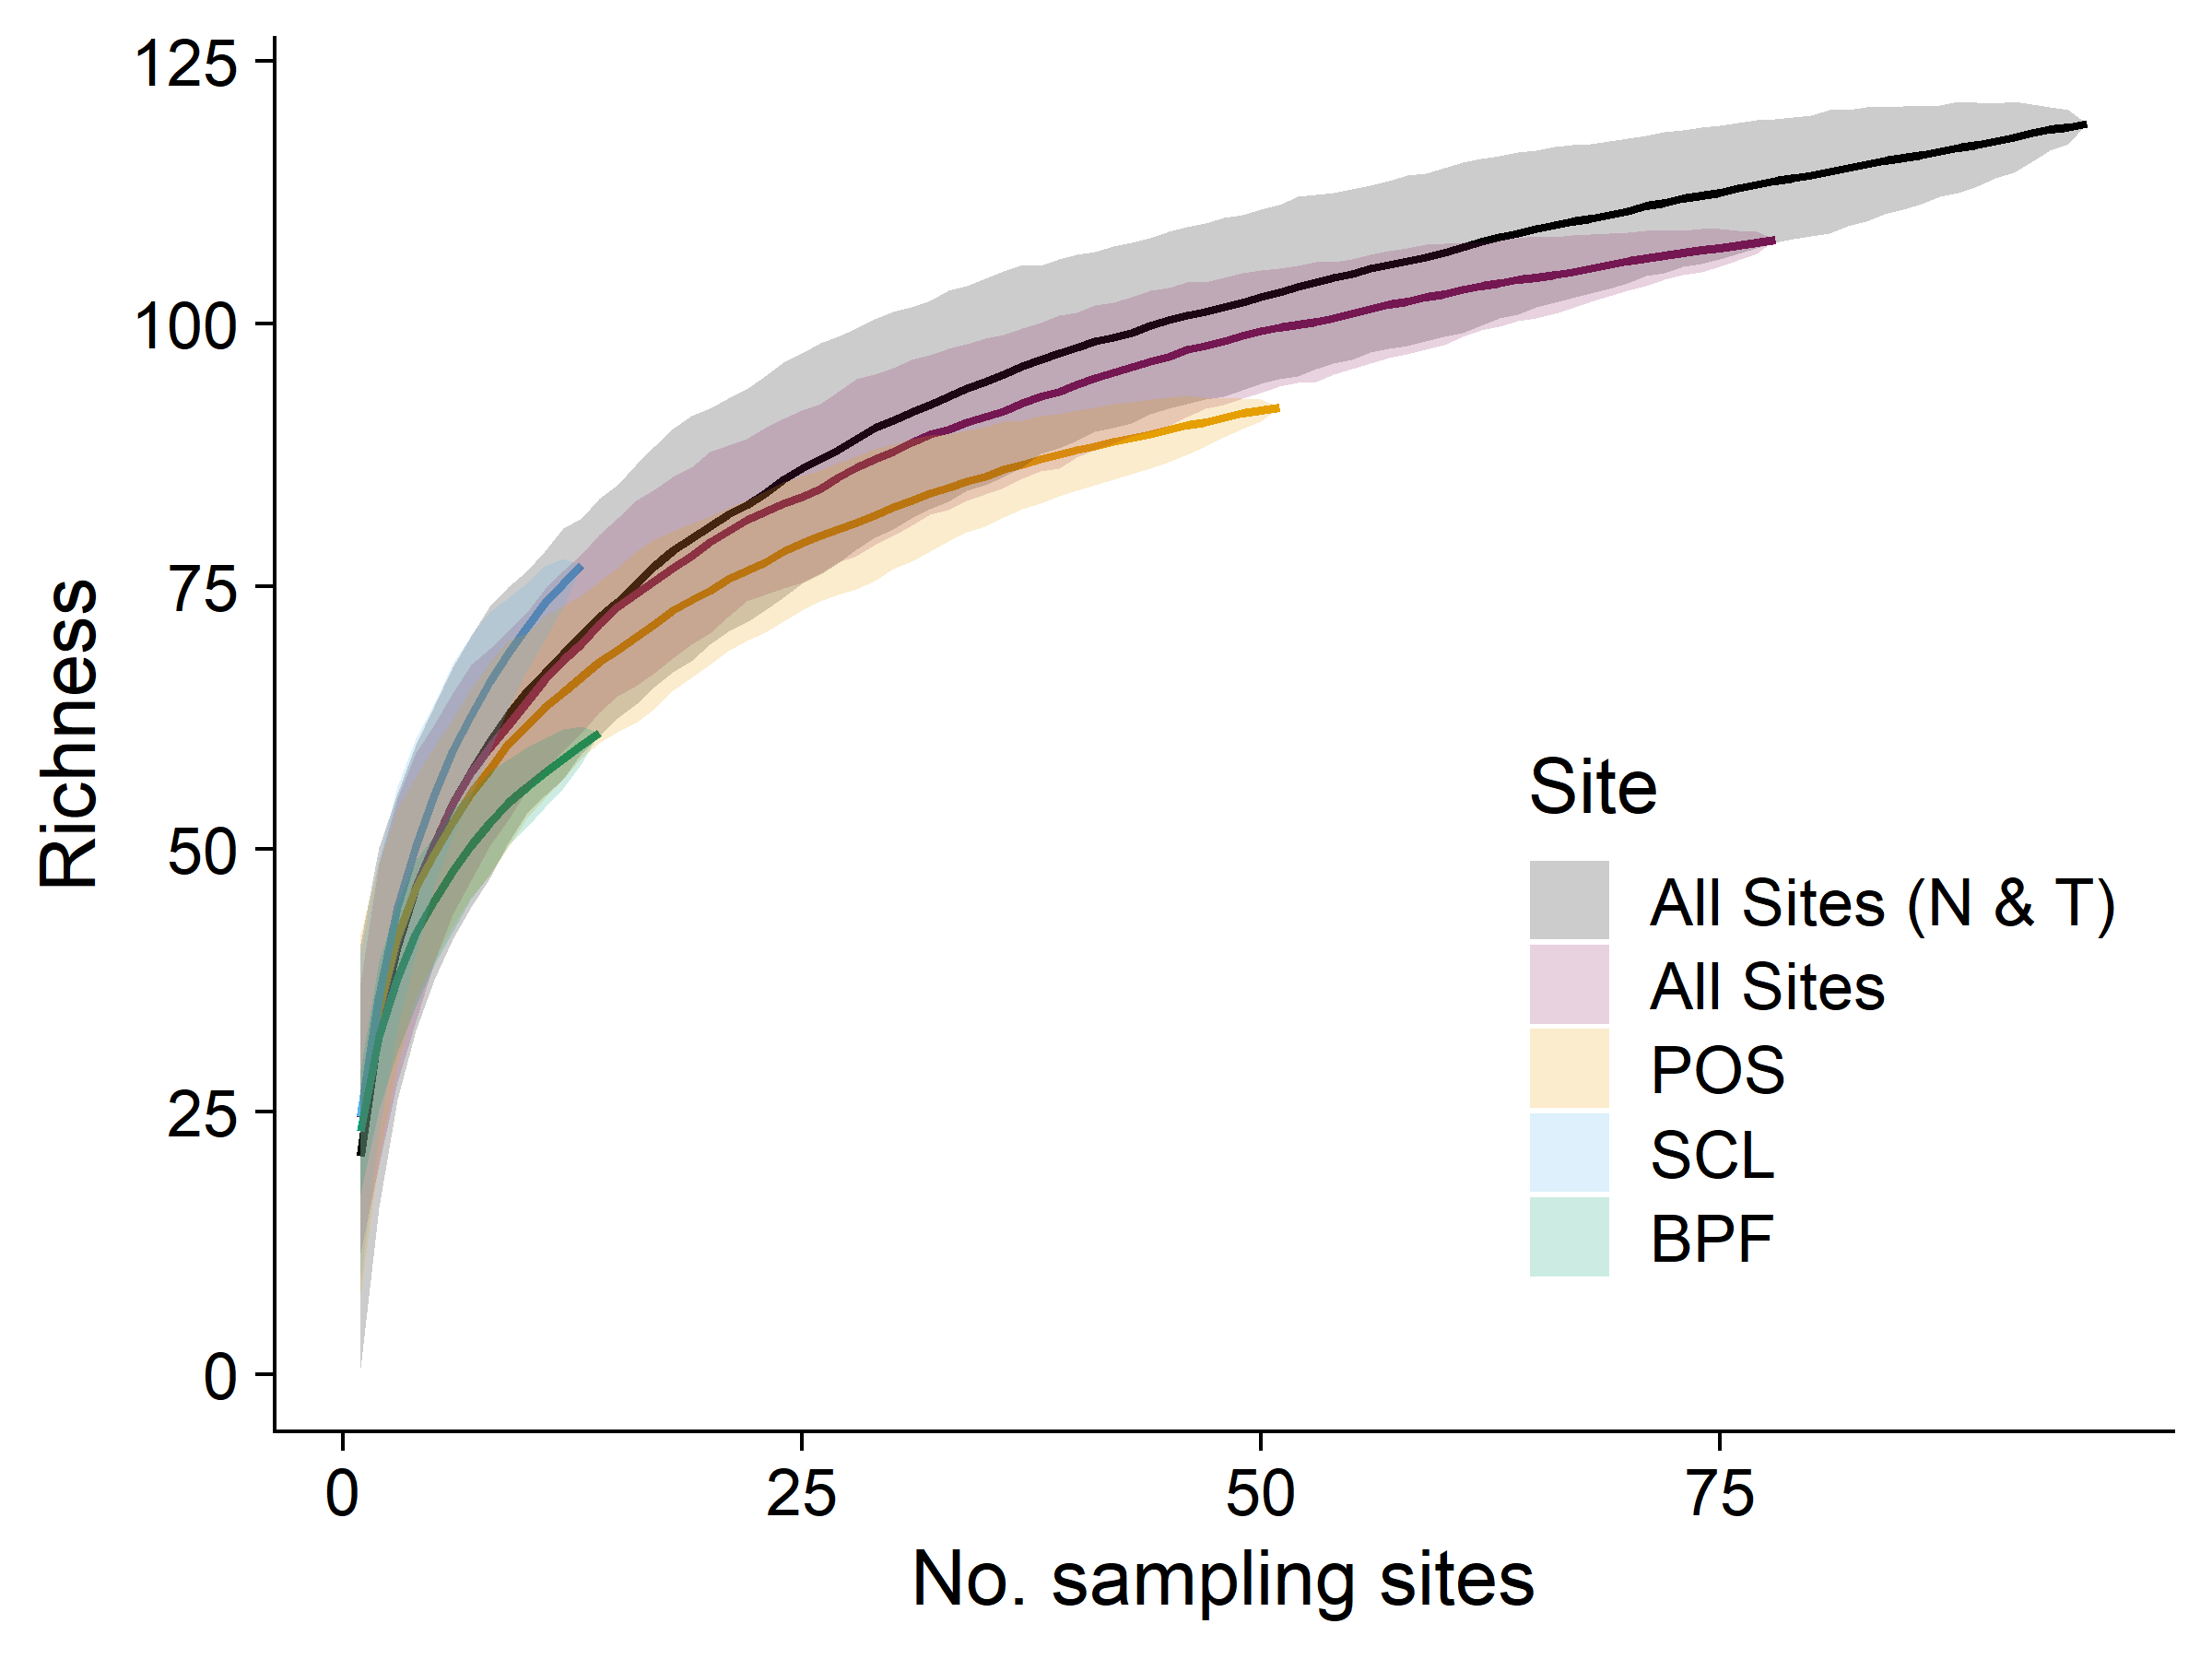 125
100
75
50
25
0
Richness
0 25 50 75
No. sampling sites
Site
All Sites (N & T)
All Sites
POS
SCL
BPF